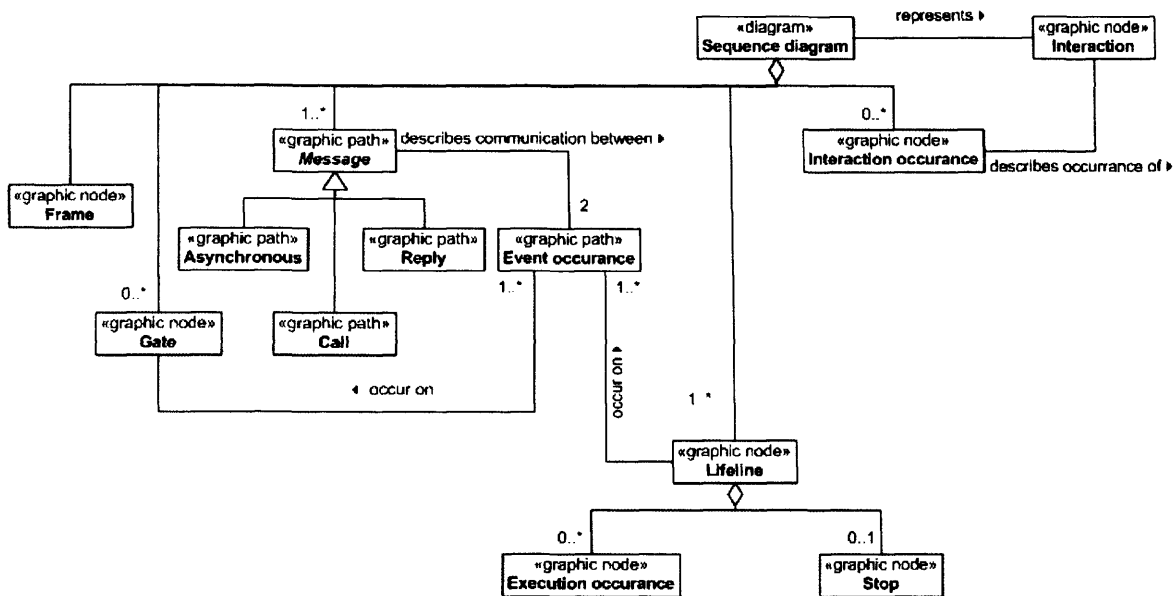 represents ▶
«diagram»
Sequence diagram
«graphic node»
Interaction
1..*
0..*
«graphic path»
Message
describes communication between ▶
«graphic node»
Interaction occurance
describes occurrance of ▶
«graphic node»
Frame
2
«graphic path»
Asynchronous
«graphic path»
Reply
«graphic path»
Event occurance
0..*
1..*
1..*
«graphic node»
Gate
«graphic path»
Call
◀ occur on
occur on ▶
1 *
«graphic node»
Lifeline
0..*
0..1
«graphic node»
Execution occurance
«graphic node»
Stop